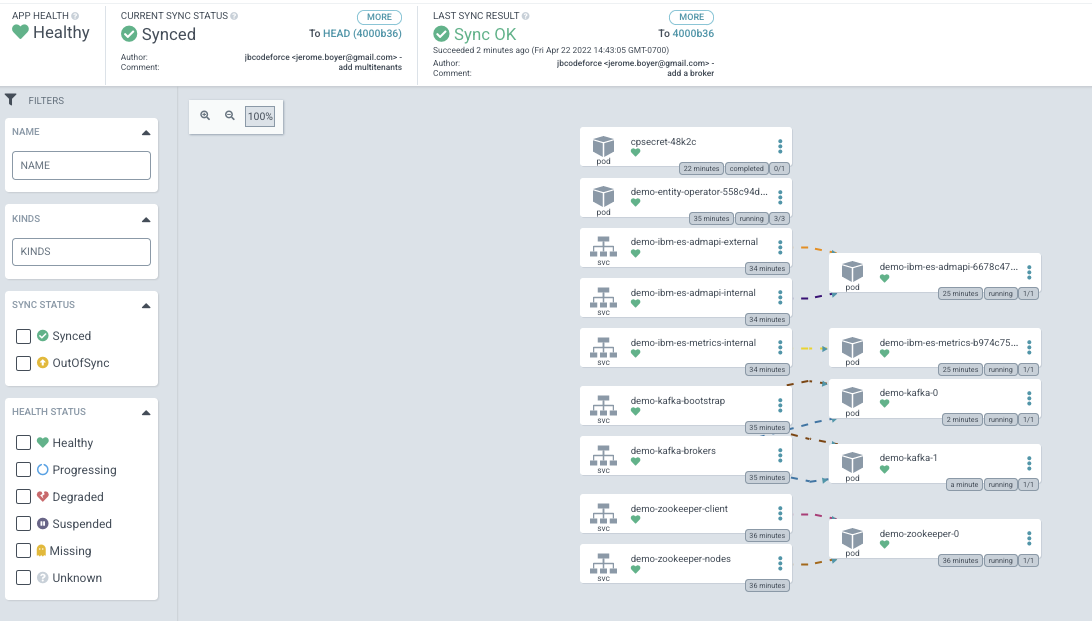 APP HEALTH
Healthy
CURRENT SYNC STATUS
MORE
Synced
To HEAD (4000b36)
Author: jbcodeforce <jerome.boyer@gmail.com> -
Comment: add multitenants
LAST SYNC RESULT
MORE
Sync OK
To 4000b36
Succeeded 2 minutes ago (Fri Apr 22 2022 14:43:05 GMT-0700)
Author: jbcodeforce <jerome.boyer@gmail.com> -
Comment: add a broker
FILTERS
NAME
NAME
KINDS
KINDS
SYNC STATUS
Synced
OutOfSync
HEALTH STATUS
Healthy
Progressing
Degraded
Suspended
Missing
Unknown
100%
cpsecret-48k2c
pod
22 minutes completed 0/1
demo-entity-operator-558c94d...
pod
35 minutes running 3/3
demo-ibm-es-admapi-external
svc
34 minutes
demo-ibm-es-admapi-internal
svc
34 minutes
demo-ibm-es-metrics-internal
svc
34 minutes
demo-kafka-bootstrap
svc
35 minutes
demo-kafka-brokers
svc
35 minutes
demo-zookeeper-client
svc
36 minutes
demo-zookeeper-nodes
svc
36 minutes
demo-ibm-es-admapi-6678c47...
pod
25 minutes running 1/1
demo-ibm-es-metrics-b974c75...
pod
25 minutes running 1/1
demo-kafka-0
pod
2 minutes running 1/1
demo-kafka-1
pod
a minute running 1/1
demo-zookeeper-0
pod
36 minutes running 1/1